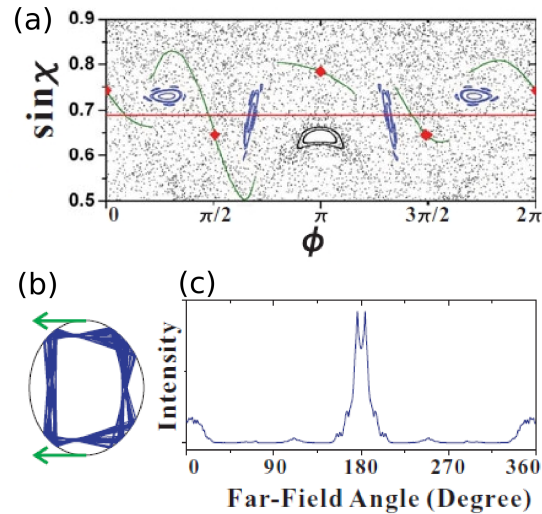 (a)
sinχ
0.9
0.8
0.7
0.6
0.5
0
π/2
π
3π/2
2π
ϕ
(b)
(c)
Intensity
0
90
180
270
360
Far-Field Angle (Degree)